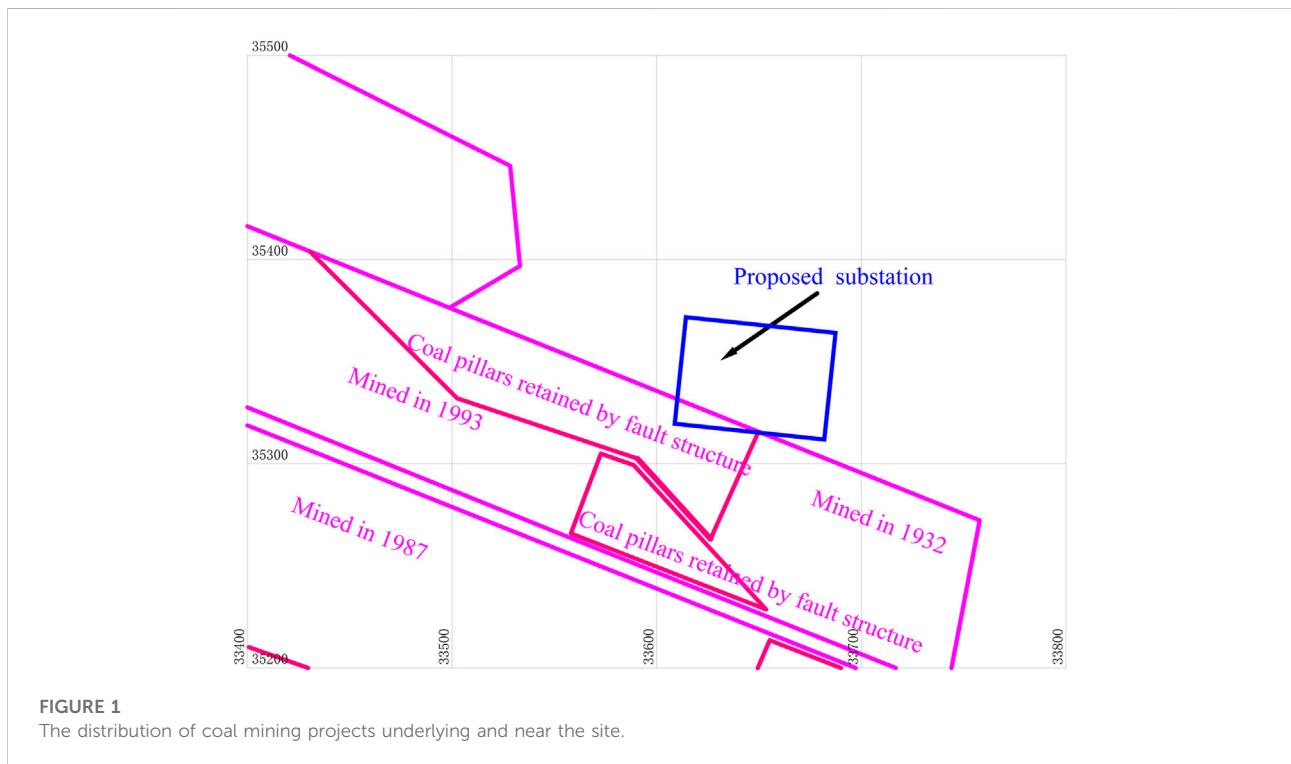 35500
35400
Proposed substation
Coal pillars retained by fault structure
Mined in 1993
35300
Mined in 1932
Mined in 1987
Coal pillars retained by fault structure
35200
33400
33500
33600
33700
33800
FIGURE 1
The distribution of coal mining projects underlying and near the site.